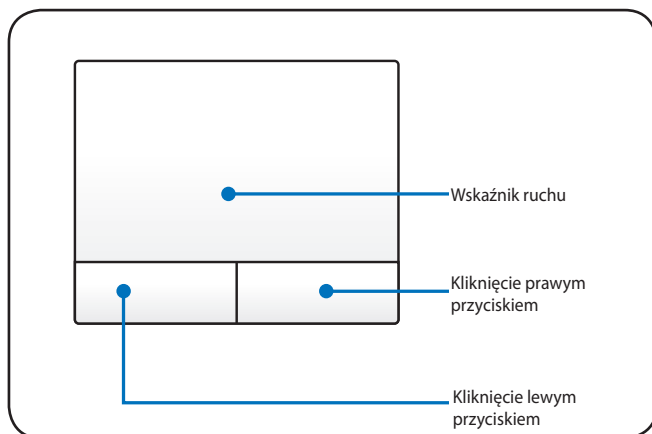 Wskaźnik ruchu
Kliknięcie prawym
przyciskiem
Kliknięcie lewym
przyciskiem